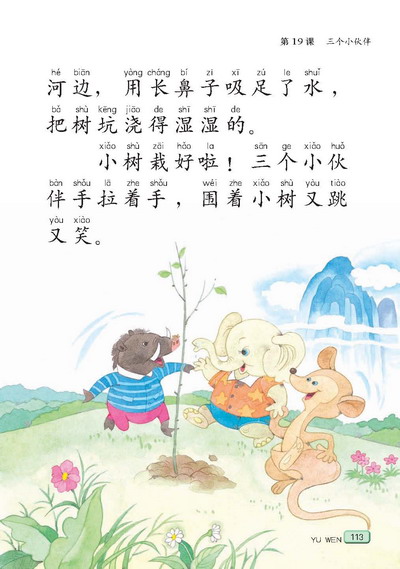 第19课 三个小伙伴
hé biān yòng cháng bí zi xī zú le shuǐ
河边，用长鼻子吸足了水，
bǎ shù kēng jiāo de shī shī de
把树坑浇得湿湿的。
xiǎo shù zāi hǎo la sān ge xiǎo huǒ
小树栽好啦！三个小伙
bàn shǒu lā zhe shǒu wéi zhe xiǎo shù yòu tiào
伴手拉着手，围着小树又跳
yòu xiào
又笑。
YU WEN 113